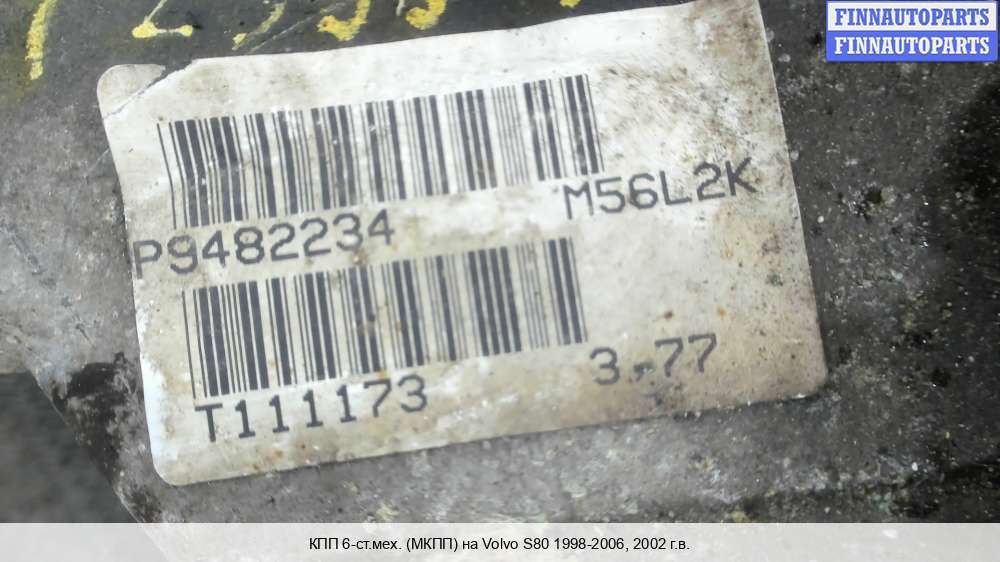 FINNAUTOPARTS
FINNAUTOPARTS
P9482234
M56L2K
T111173
3.77
КПП 6-ст.мех. (МКПП) на Volvo S80 1998-2006, 2002 г.в.